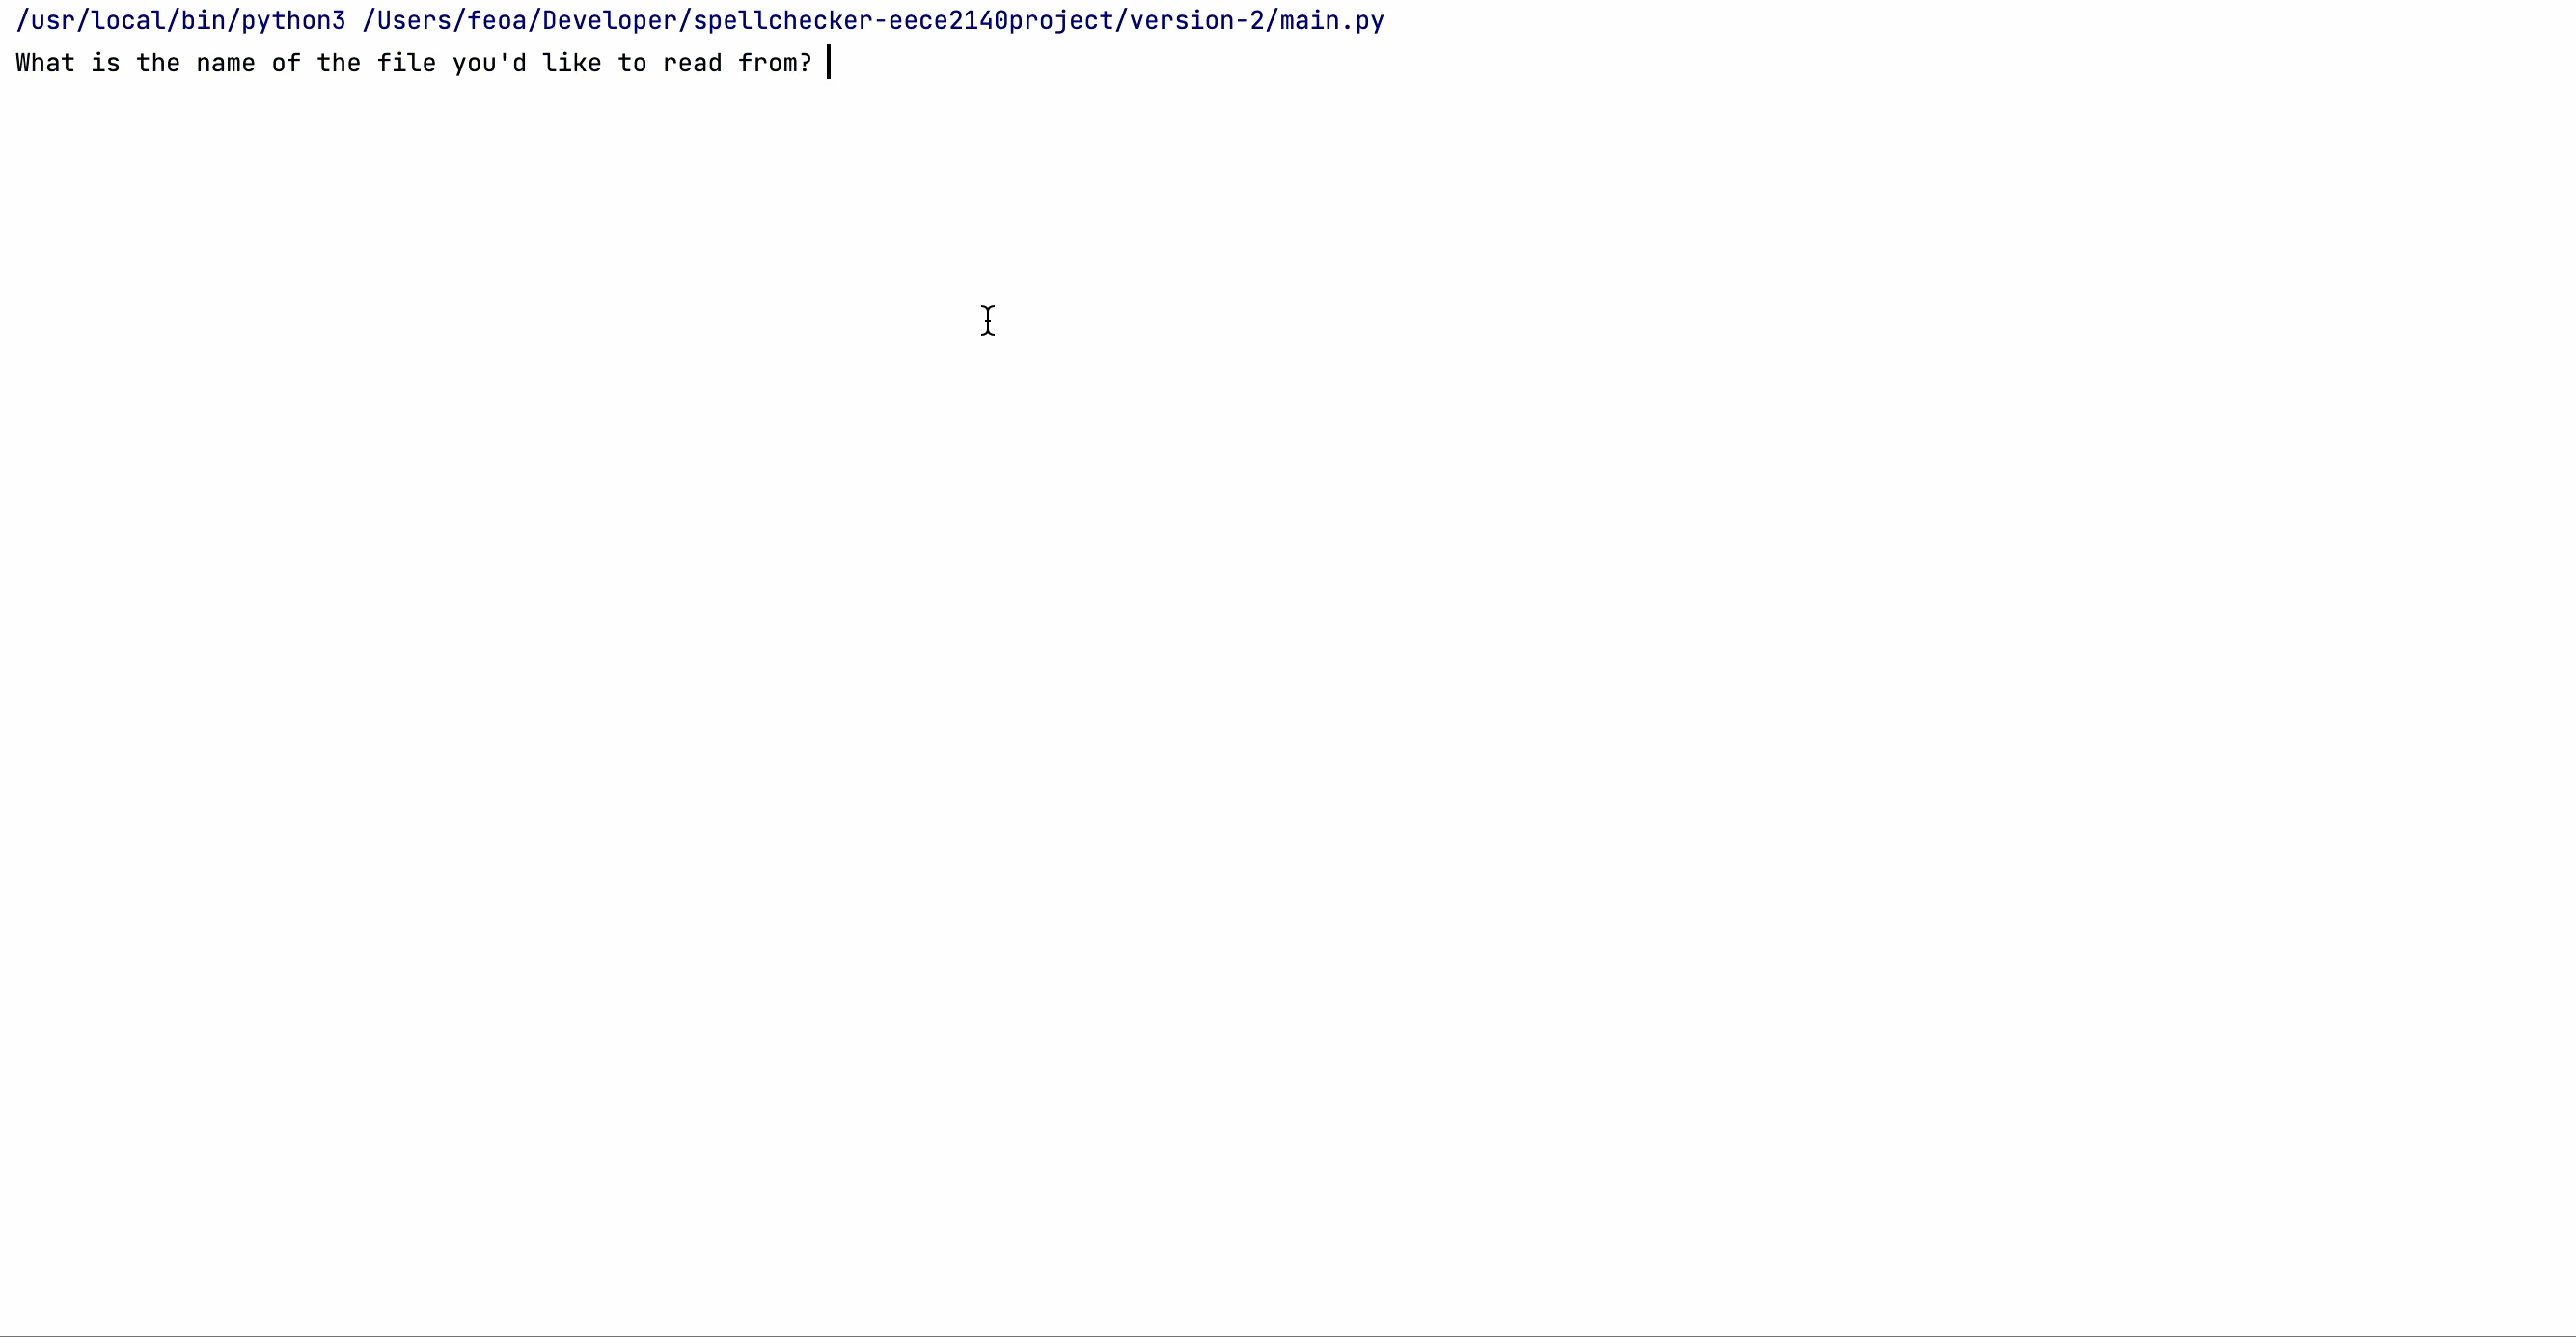 /usr/local/bin/python3 /Users/feoa/Developer/spellchecker-eece2140project/version-2/main.py
What is the name of the file you'd like to read from?